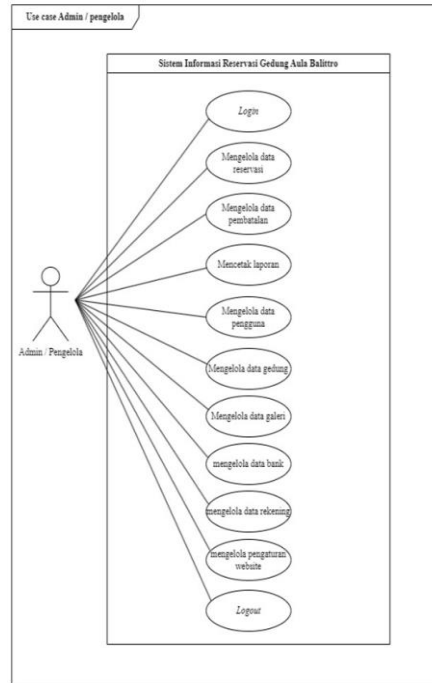 Use case Admin / pengelola
Sistem Informasi Reservasi Gedung Aula Balittro
Login
Mengelola data
reservasi
Mengelola data
pembatalan
Mencetak laporan
Mengelola data
pengguna
Admin / Pengelola
Mengelola data gedung
Mengelola data galeri
mengelola data bank
mengelola data rekening
mengelola pengaturan
website
Logout